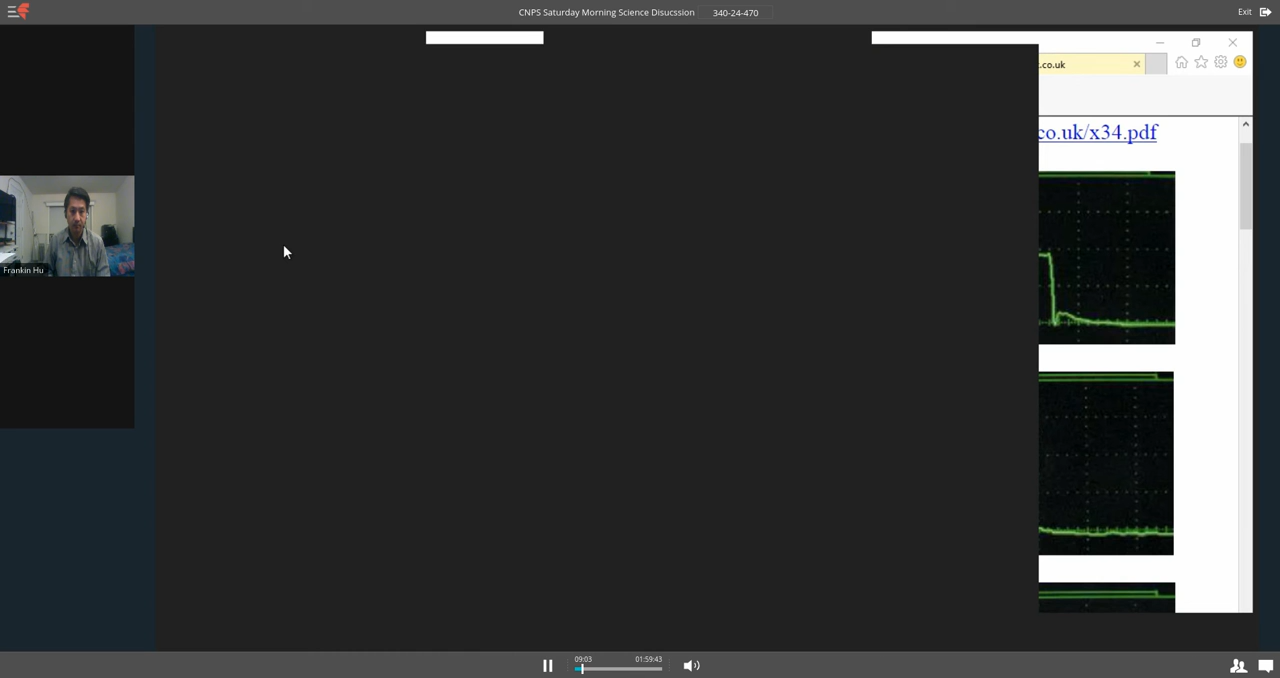 CNPS Saturday Morning Science Disucssion 340-24-470 Exit
.co.uk
co.uk/x34.pdf
Frankin Hu
09:03 01:59:43